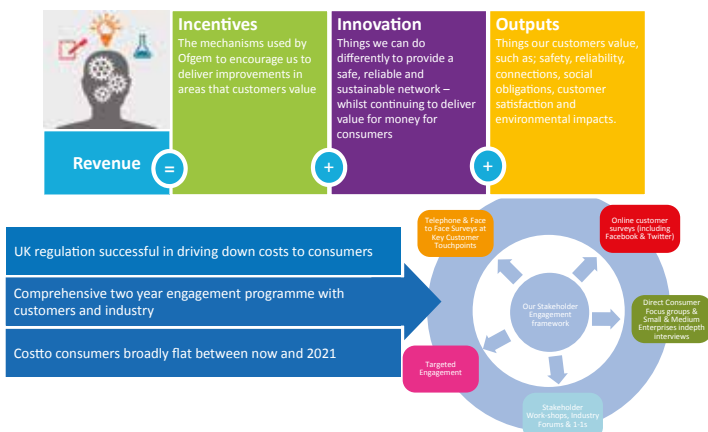 Incentives
The mechanisms used by
Ofgem to encourage us to
deliver improvements in
areas that customers value
Innovation
Things we can do
differently to provide a
safe, reliable and
sustainable network –
whilst continuing to deliver
value for money for
consumers
Outputs
Things our customers value,
such as; safety, reliability,
connections, social
obligations, customer
satisfaction and
environmental impacts.
Revenue
=
+
+
UK regulation successful in driving down costs to consumers
Comprehensive two year engagement programme with
customers and industry
Costto consumers broadly flat between now and 2021
Telephone & Face
to Face Surveys at
Key Customer
Touchpoints
Online customer
surveys (including
Facebook & Twitter)
Our Stakeholder
Engagement
framework
Direct Consumer
Focus groups &
Small & Medium
Enterprises indepth
interviews
Targeted
Engagement
Stakeholder
Work-shops, Industry
Forums & 1-1s